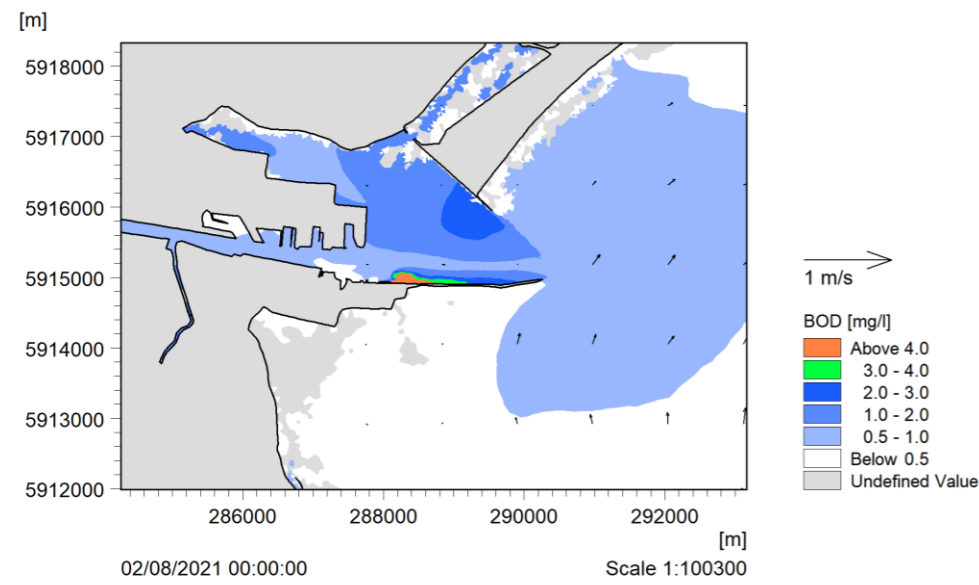 [m]
5918000
5917000
5916000
5915000
5914000
5913000
5912000
286000 288000 290000 292000
[m]
02/08/2021 00:00:00 Scale 1:100300
1 m/s
BOD [mg/l]
Above 4.0
3.0 - 4.0
2.0 - 3.0
1.0 - 2.0
0.5 - 1.0
Below 0.5
Undefined Value